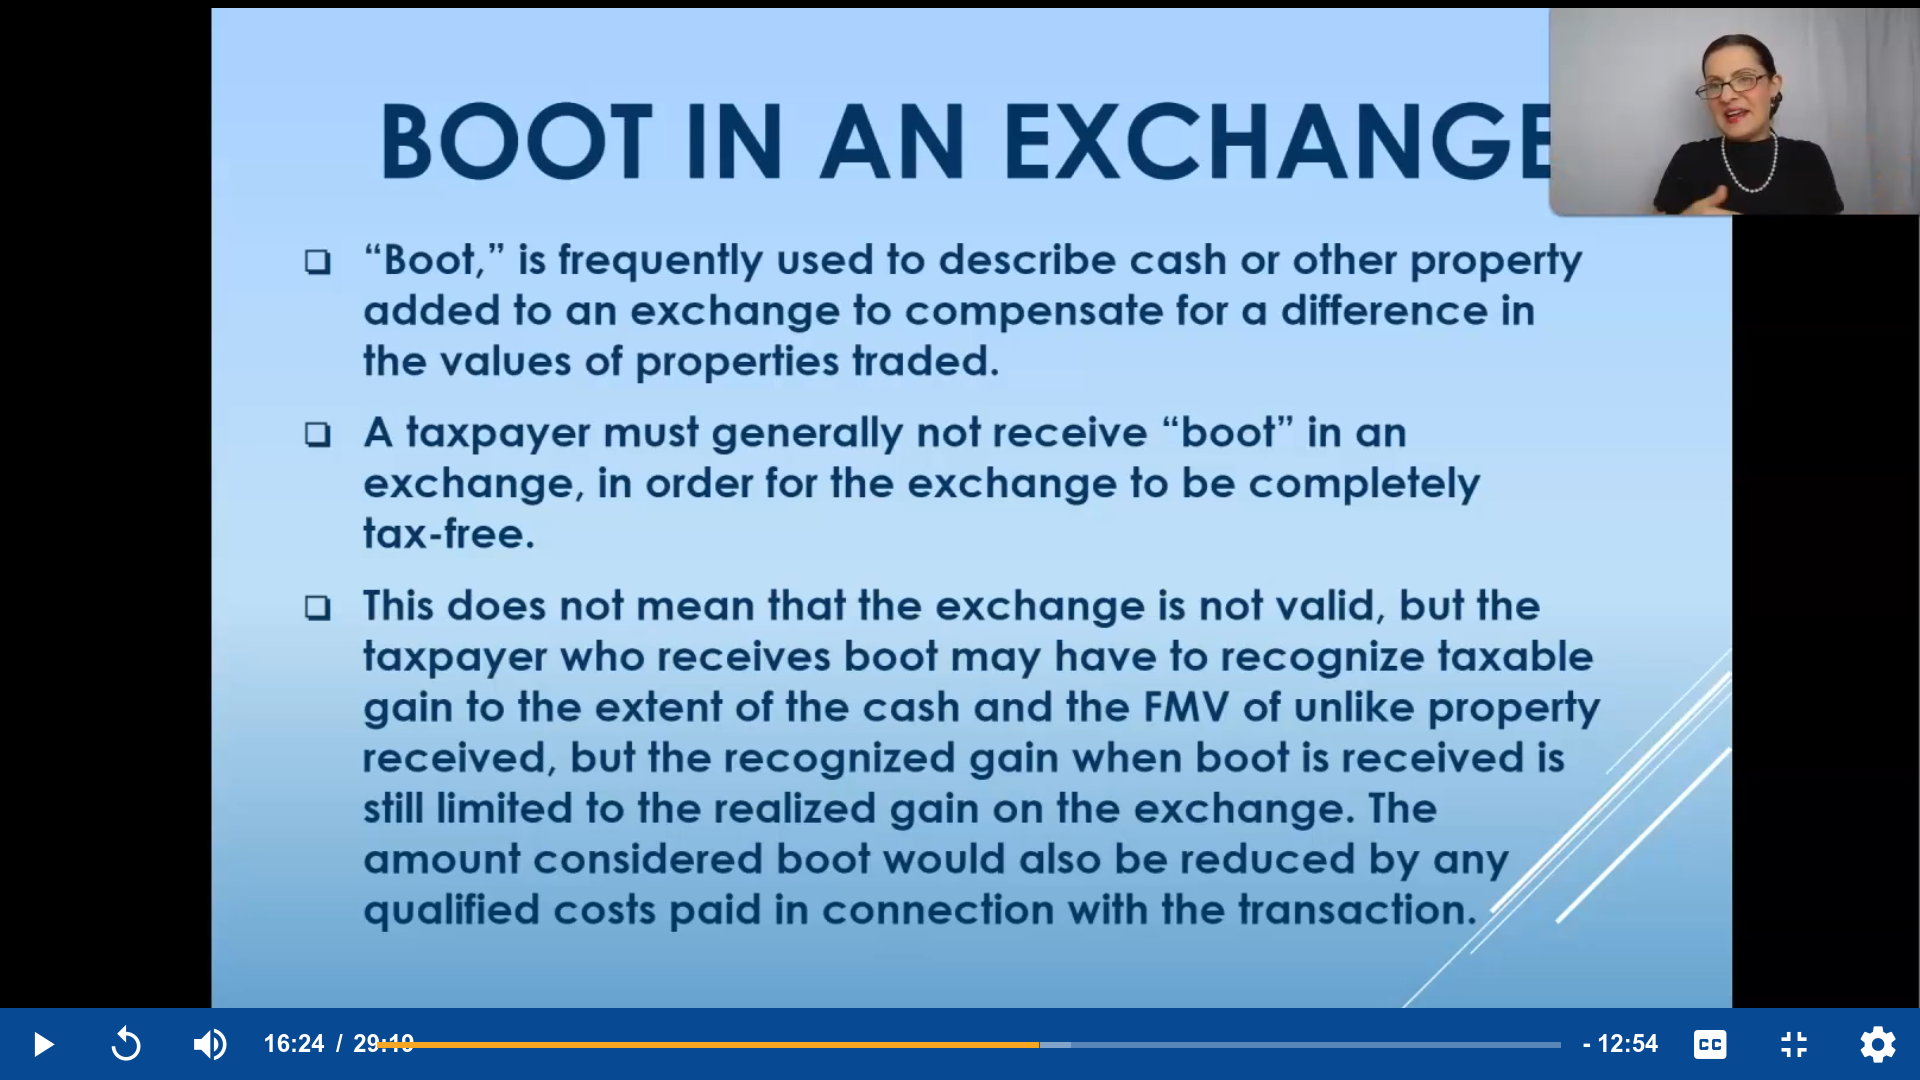 BOOT IN AN EXCHANGE
“Boot,” is frequently used to describe cash or other property
added to an exchange to compensate for a difference in
the values of properties traded.
A taxpayer must generally not receive “boot” in an
exchange, in order for the exchange to be completely
tax-free.
This does not mean that the exchange is not valid, but the
taxpayer who receives boot may have to recognize taxable
gain to the extent of the cash and the FMV of unlike property
received, but the recognized gain when boot is received is
still limited to the realized gain on the exchange. The
amount considered boot would also be reduced by any
qualified costs paid in connection with the transaction.
16:24 / 29:19
- 12:54
CC